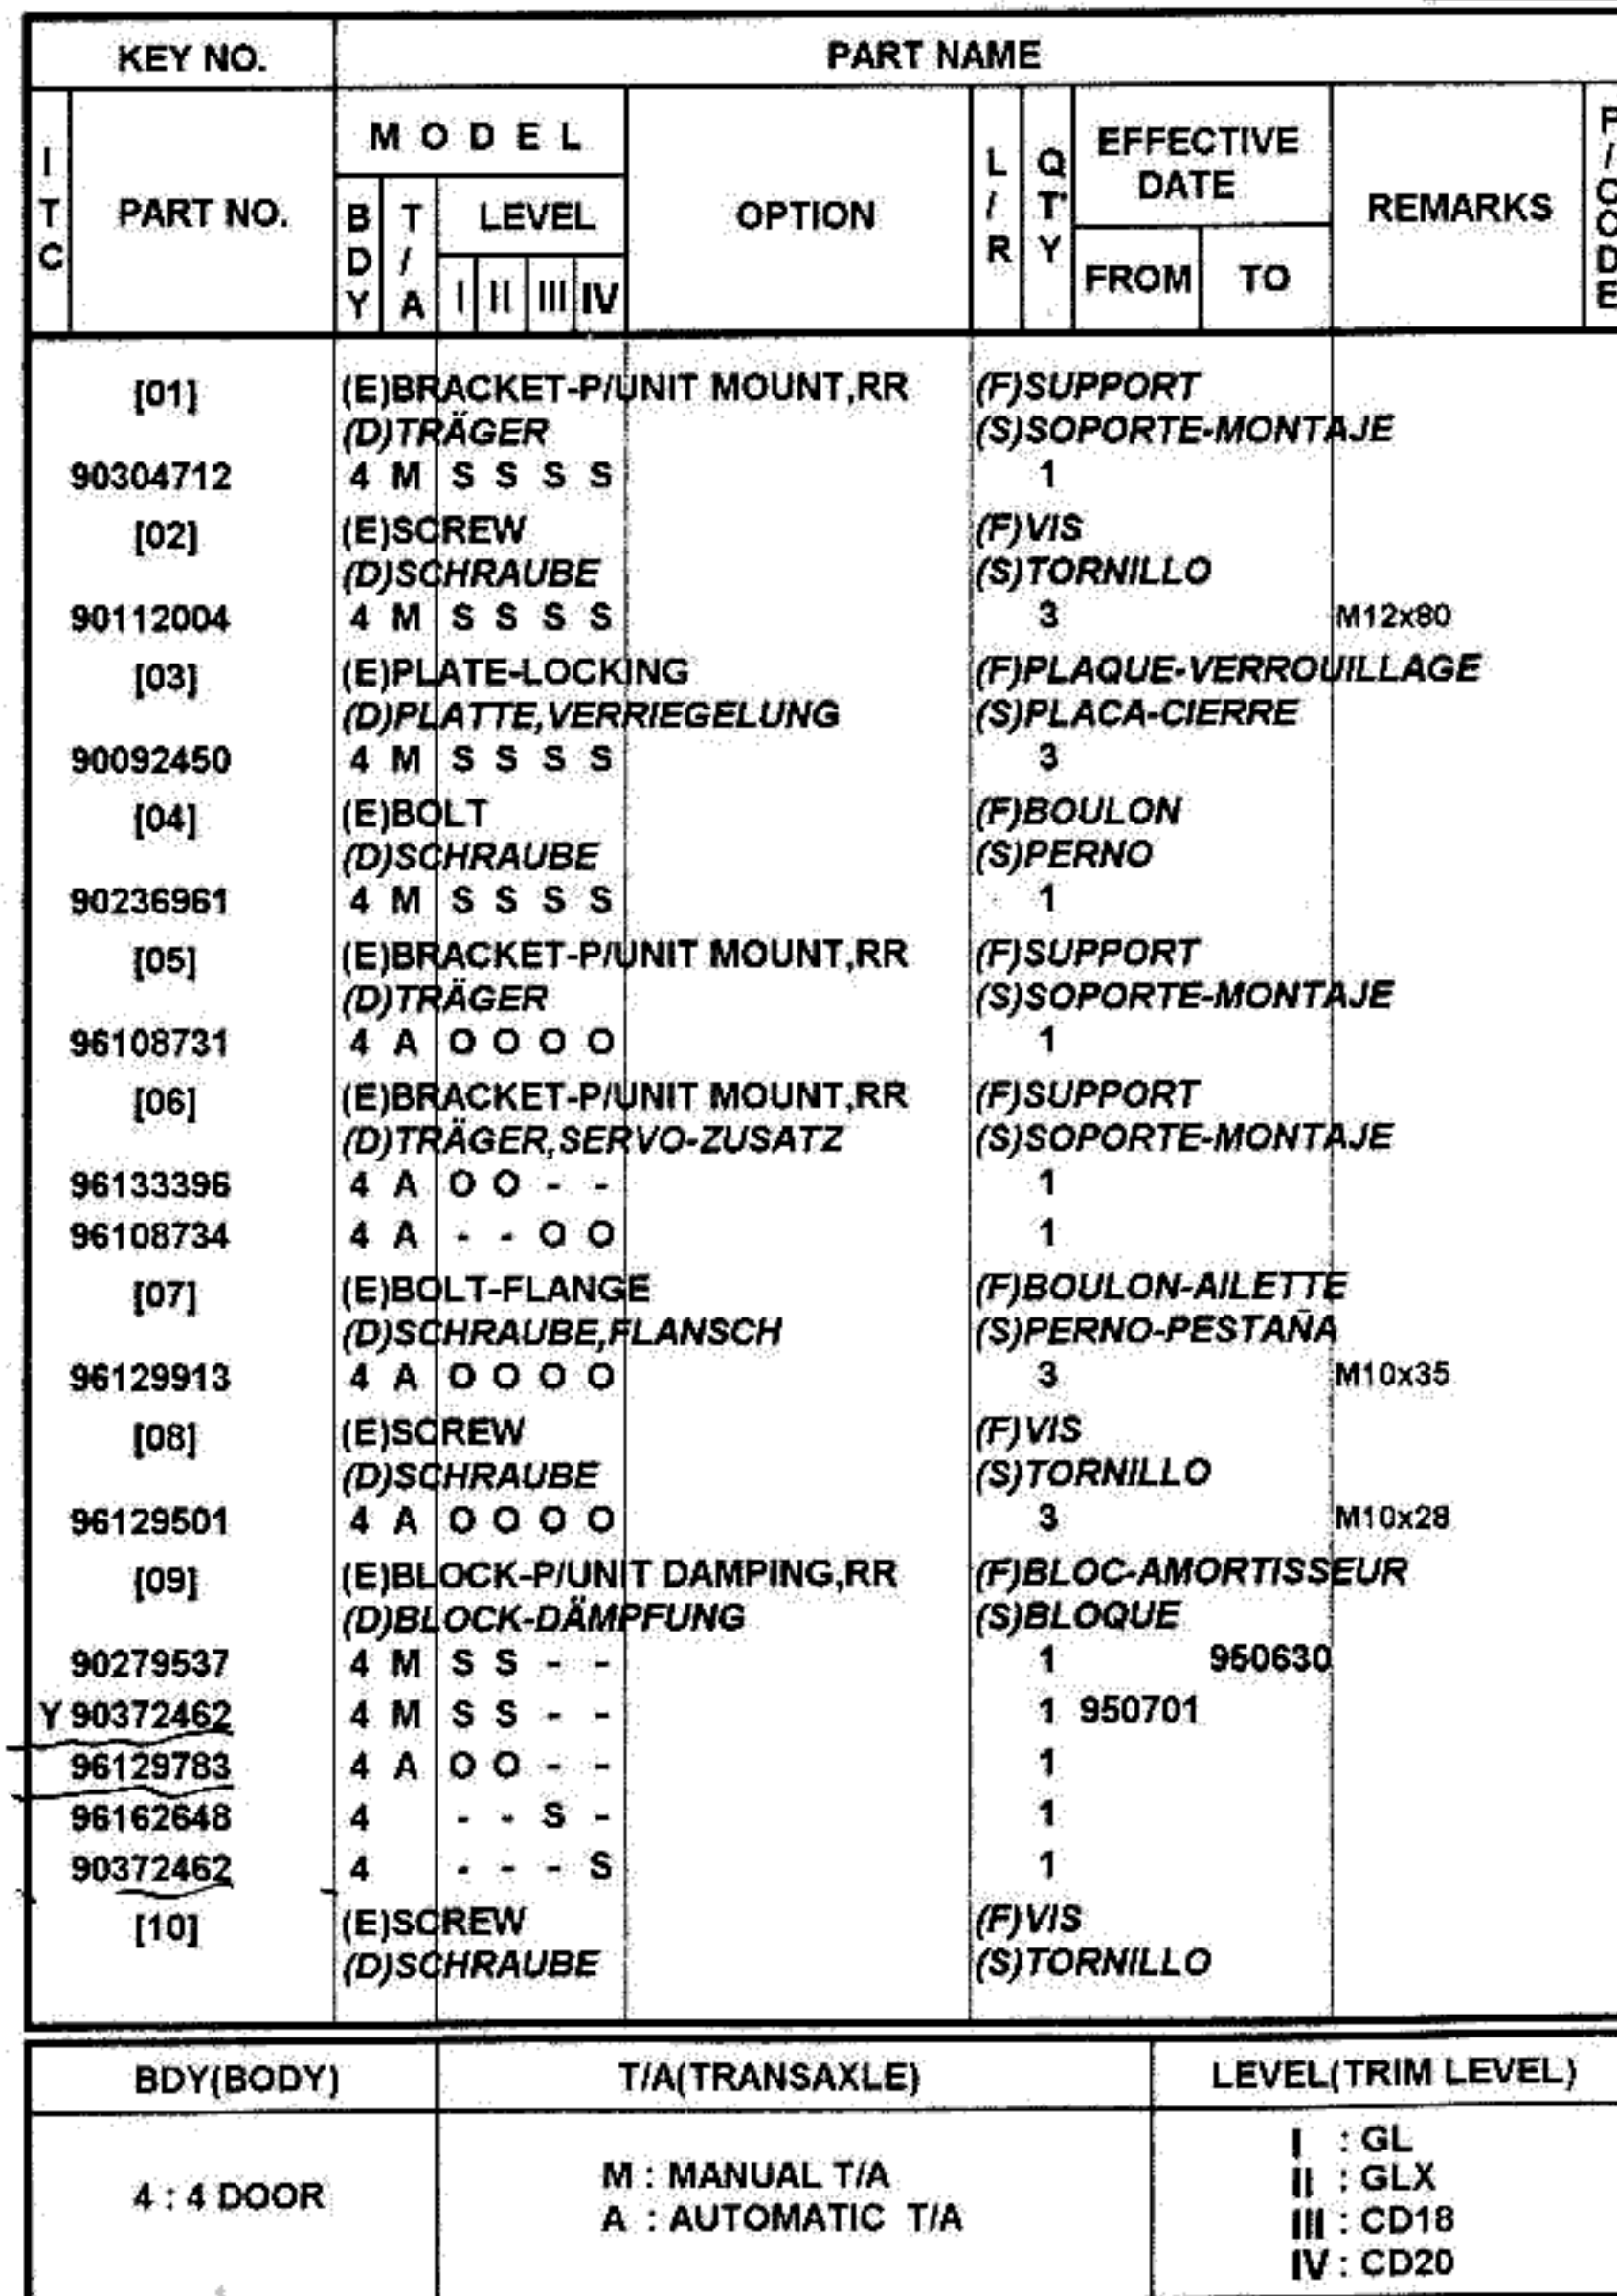 KEY NO. PART NAME
ITC PART NO. MODEL OPTION L/R Q'TY EFFECTIVE DATE REMARKS P/CODE
BDY T/A LEVEL
I II III IV FROM TO
[01] (E)BRACKET-P/UNIT MOUNT,RR (F)SUPPORT
(D)TRÄGER (S)SOPORTE-MONTAJE
90304712 4 M S S S S 1
[02] (E)SCREW (F)VIS
(D)SCHRAUBE (S)TORNILLO
90112004 4 M S S S S 3 M12x80
[03] (E)PLATE-LOCKING (F)PLAQUE-VERROUILLAGE
(D)PLATTE,VERRIEGELUNG (S)PLACA-CIERRE
90092450 4 M S S S S 3
[04] (E)BOLT (F)BOULON
(D)SCHRAUBE (S)PERNO
90236961 4 M S S S S 1
[05] (E)BRACKET-P/UNIT MOUNT,RR (F)SUPPORT
(D)TRÄGER (S)SOPORTE-MONTAJE
96108731 4 A O O O O 1
[06] (E)BRACKET-P/UNIT MOUNT,RR (F)SUPPORT
(D)TRÄGER,SERVO-ZUSATZ (S)SOPORTE-MONTAJE
96133396 4 A O O - - 1
96108734 4 A - - O O 1
[07] (E)BOLT-FLANGE (F)BOULON-AILETTE
(D)SCHRAUBE,FLANSCH (S)PERNO-PESTAÑA
96129913 4 A O O O O 3 M10x35
[08] (E)SCREW (F)VIS
(D)SCHRAUBE (S)TORNILLO
96129501 4 A O O O O 3 M10x28
[09] (E)BLOCK-P/UNIT DAMPING,RR (F)BLOC-AMORTISSEUR
(D)BLOCK-DÄMPFUNG (S)BLOQUE
90279537 4 M S S - - 1 950630
Y 90372462 4 M S S - - 1 950701
96129783 4 A O O - - 1
96162648 4 - - S - 1
90372462 4 - - - S 1
[10] (E)SCREW (F)VIS
(D)SCHRAUBE (S)TORNILLO
BDY(BODY) T/A(TRANSAXLE) LEVEL(TRIM LEVEL)
4 : 4 DOOR M : MANUAL T/A I : GL
A : AUTOMATIC T/A II : GLX
III : CD18
IV : CD20